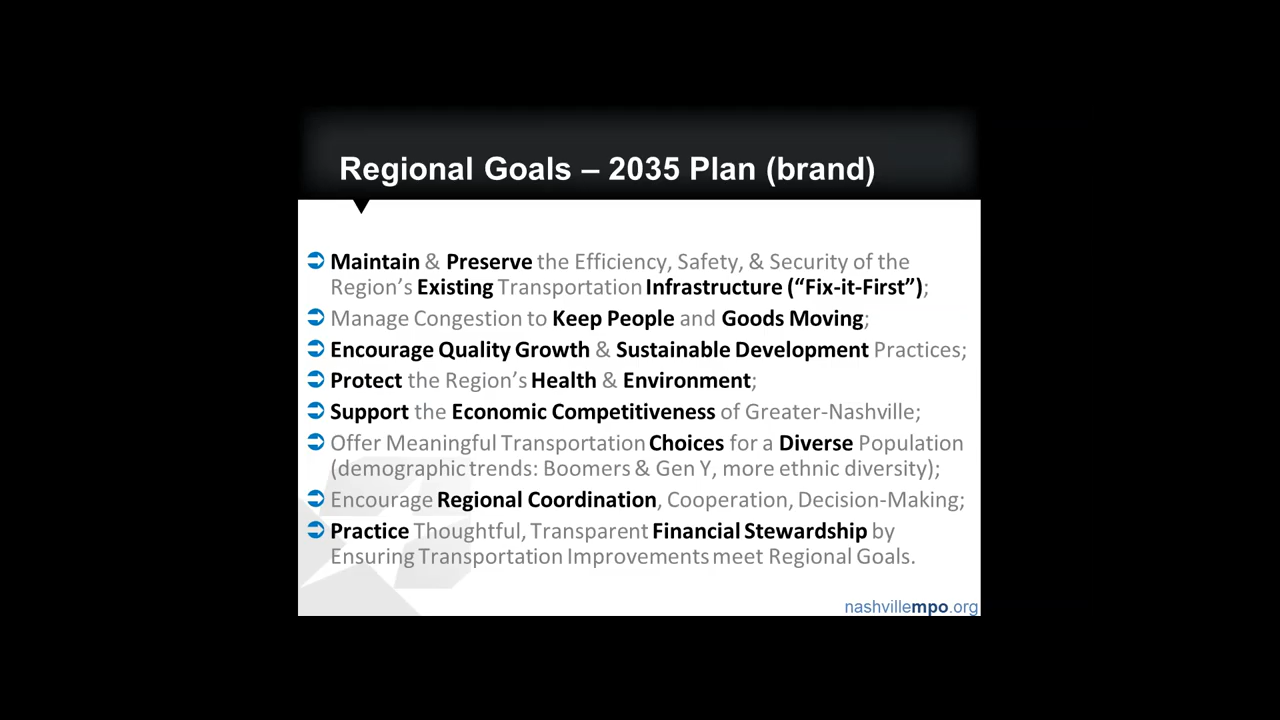 Regional Goals – 2035 Plan (brand)
Maintain & Preserve the Efficiency, Safety, & Security of the
Region’s Existing Transportation Infrastructure (“Fix-it-First”);
Manage Congestion to Keep People and Goods Moving;
Encourage Quality Growth & Sustainable Development Practices;
Protect the Region’s Health & Environment;
Support the Economic Competitiveness of Greater-Nashville;
Offer Meaningful Transportation Choices for a Diverse Population
(demographic trends: Boomers & Gen Y, more ethnic diversity);
Encourage Regional Coordination, Cooperation, Decision-Making;
Practice Thoughtful, Transparent Financial Stewardship by
Ensuring Transportation Improvements meet Regional Goals.
nashvillempo.org